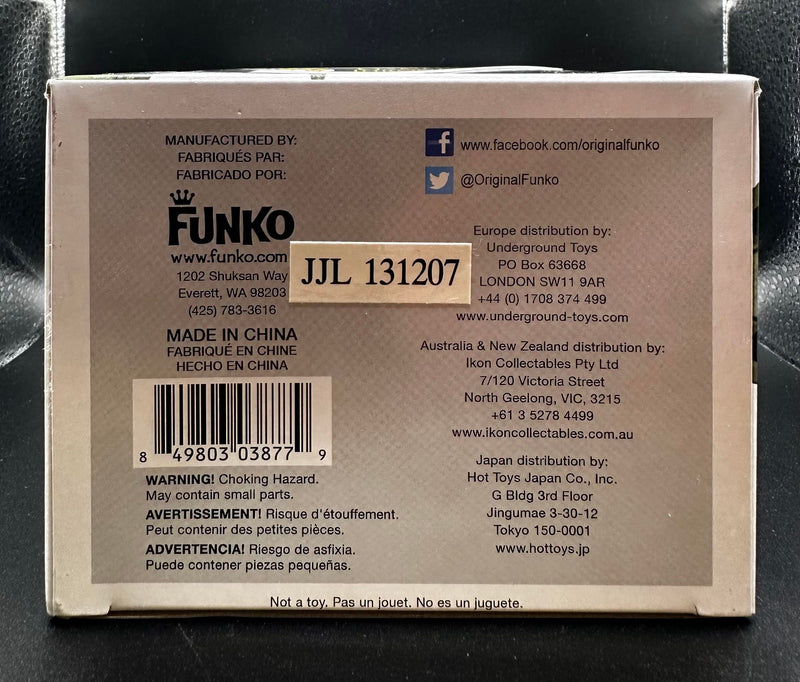 MANUFACTURED BY:
FABRIQUÉS PAR:
FABRICADO POR:
FUNKO
www.funko.com
1202 Shuksan Way
Everett, WA 98203
(425) 783-3616
MADE IN CHINA
FABRIQUÉ EN CHINE
HECHO EN CHINA
8 49803 03877 9
WARNING! Choking Hazard.
May contain small parts.
AVERTISSEMENT! Risque d'étouffement.
Peut contenir des petites pièces.
ADVERTENCIA! Riesgo de asfixia.
Puede contener piezas pequeñas.
JJL 131207
f www.facebook.com/originalfunko
@OriginalFunko
Europe distribution by:
Underground Toys
PO Box 63668
LONDON SW11 9AR
+44 (0) 1708 374 499
www.underground-toys.com
Australia & New Zealand distribution by:
Ikon Collectables Pty Ltd
7/120 Victoria Street
North Geelong, VIC, 3215
+61 3 5278 4499
www.ikoncollectables.com.au
Japan distribution by:
Hot Toys Japan Co., Inc.
G Bldg 3rd Floor
Jingumae 3-30-12
Tokyo 150-0001
www.hottoys.jp
Not a toy. Pas un jouet. No es un juguete.